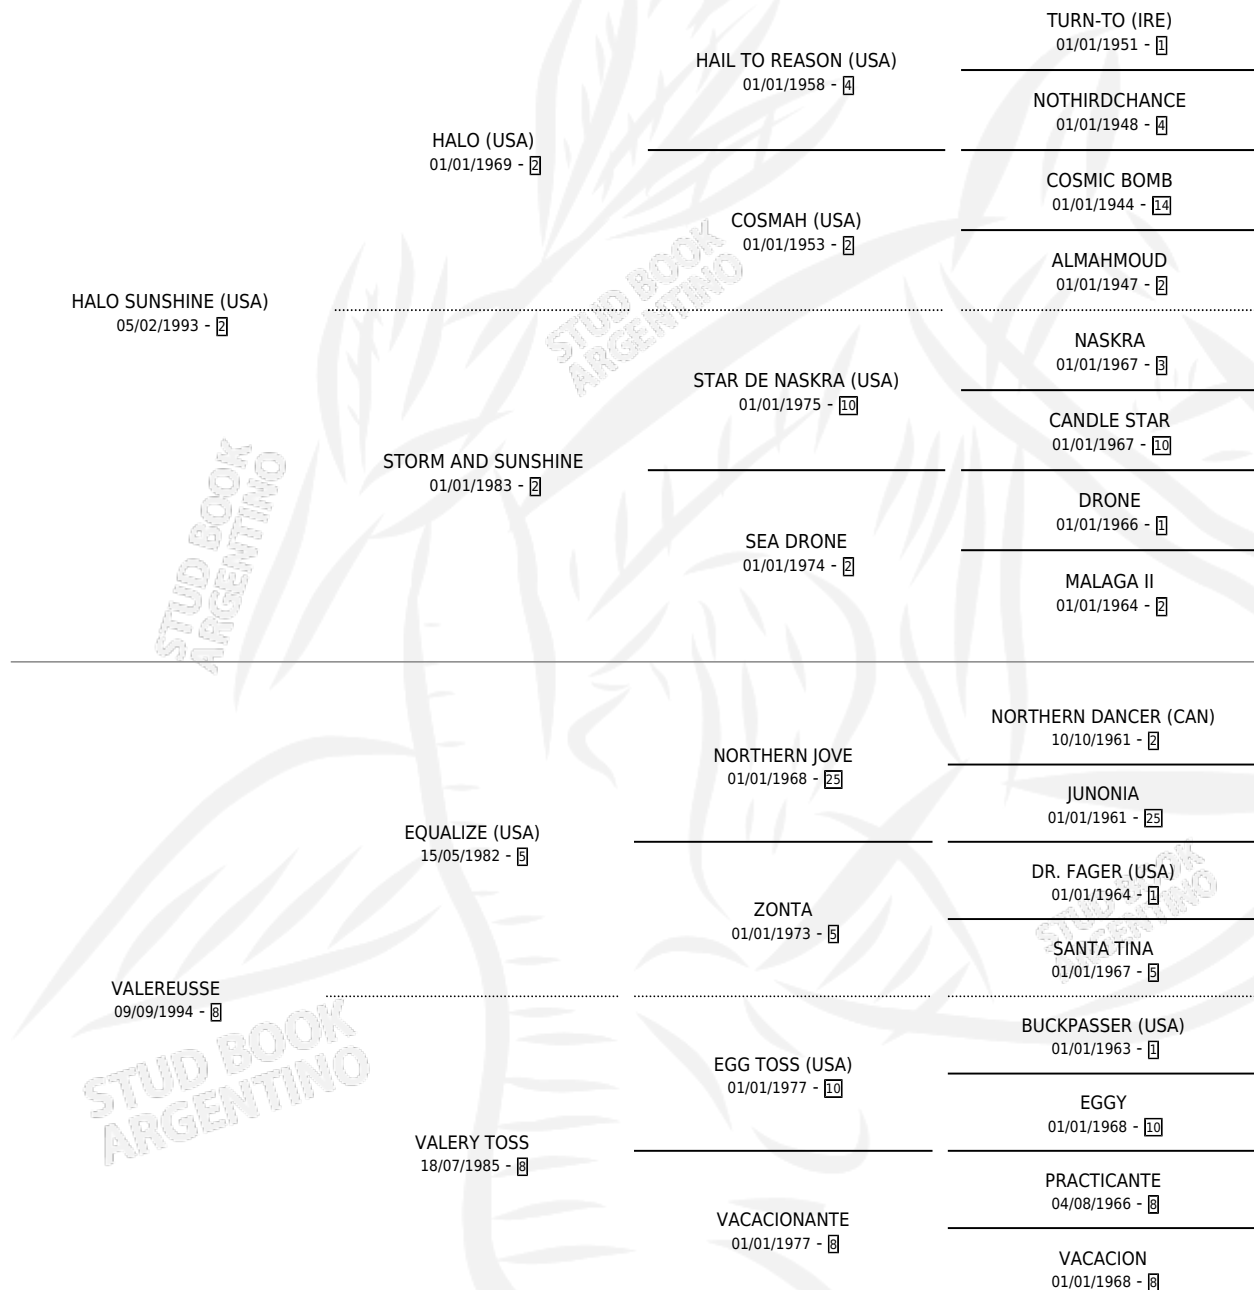 TURN-TO (IRE)
01/01/1951 - 1
HAIL TO REASON (USA)
01/01/1958 - 4
NOTHIRDCHANCE
01/01/1948 - 4
HALO (USA)
01/01/1969 - 2
COSMIC BOMB
01/01/1944 - 14
COSMAH (USA)
01/01/1953 - 2
ALMAHMOUD
01/01/1947 - 2
HALO SUNSHINE (USA)
05/02/1993 - 2
NASKRA
01/01/1967 - 3
STAR DE NASKRA (USA)
01/01/1975 - 10
CANDLE STAR
01/01/1967 - 10
STORM AND SUNSHINE
01/01/1983 - 2
DRONE
01/01/1966 - 1
SEA DRONE
01/01/1974 - 2
MALAGA II
01/01/1964 - 2
NORTHERN DANCER (CAN)
10/10/1961 - 2
NORTHERN JOVE
01/01/1968 - 25
JUNONIA
01/01/1961 - 25
EQUALIZE (USA)
15/05/1982 - 5
DR. FAGER (USA)
01/01/1964 - 1
ZONTA
01/01/1973 - 5
SANTA TINA
01/01/1967 - 5
VALEREUSSE
09/09/1994 - 8
BUCKPASSER (USA)
01/01/1963 - 1
EGG TOSS (USA)
01/01/1977 - 10
EGGY
01/01/1968 - 10
VALERY TOSS
18/07/1985 - 8
PRACTICANTE
04/08/1966 - 8
VACACIONANTE
01/01/1977 - 8
VACACION
01/01/1968 - 8
STUD BOOK
ARGENTINO
STUD BOOK
ARGENTINO
STUD BOOK
ARGENTINO
STUD BOOK
ARGENTINO